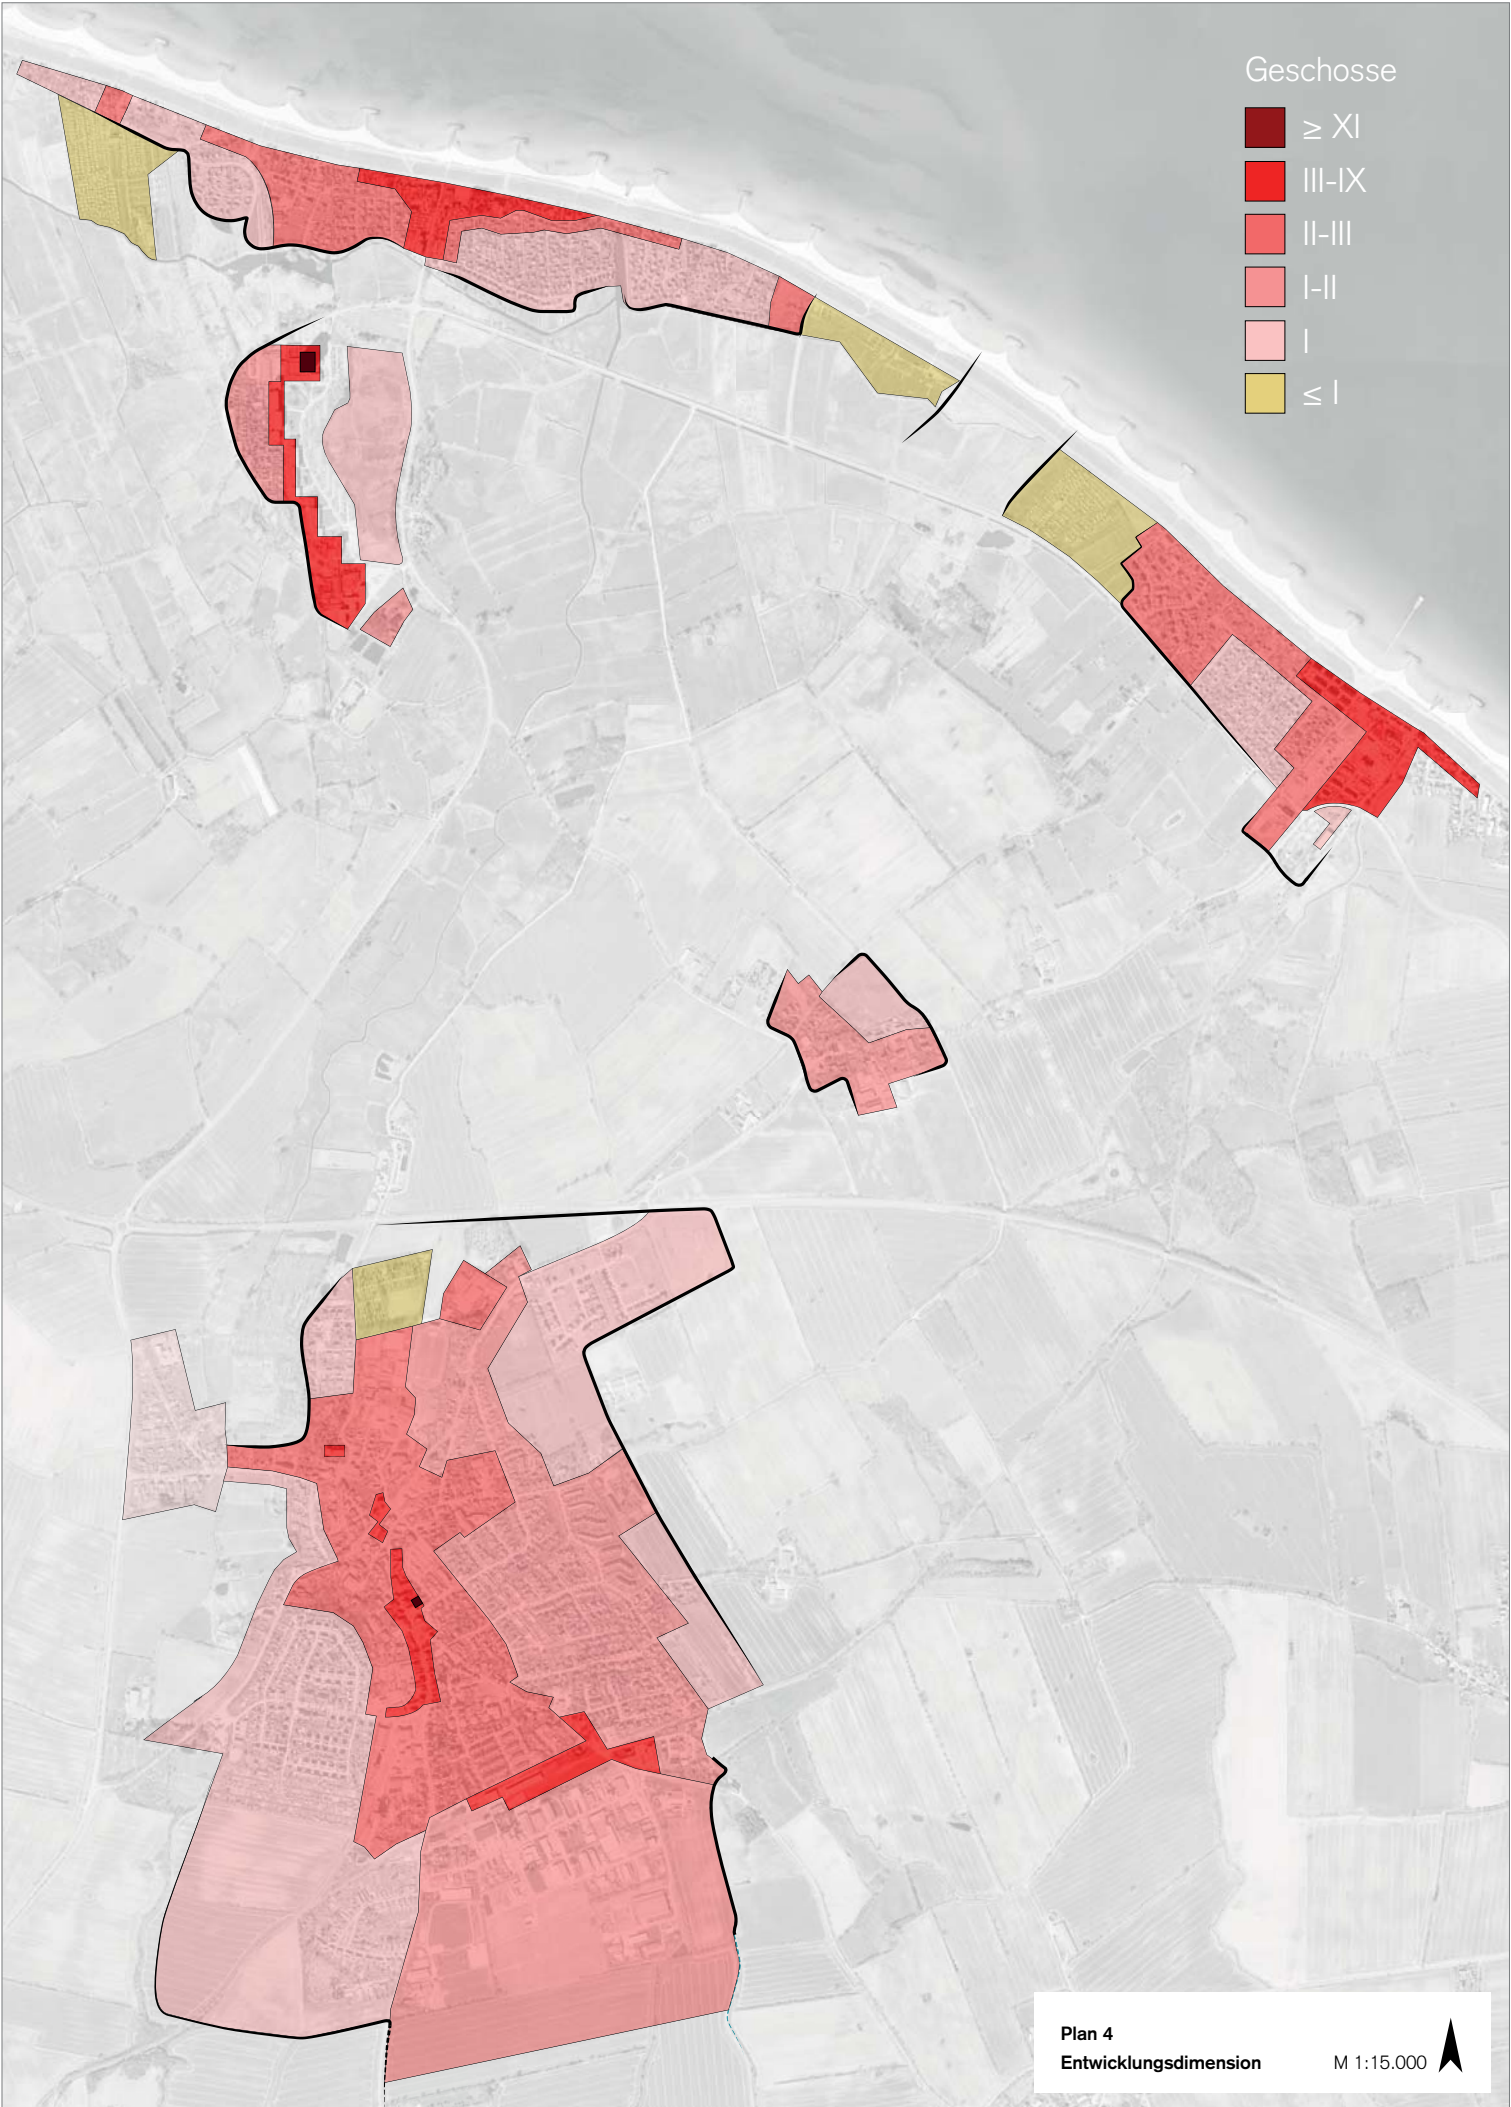 Geschosse
≥ XI
III-IX
II-III
I-II
I
≤ I
Plan 4
Entwicklungsdimension M 1:15.000